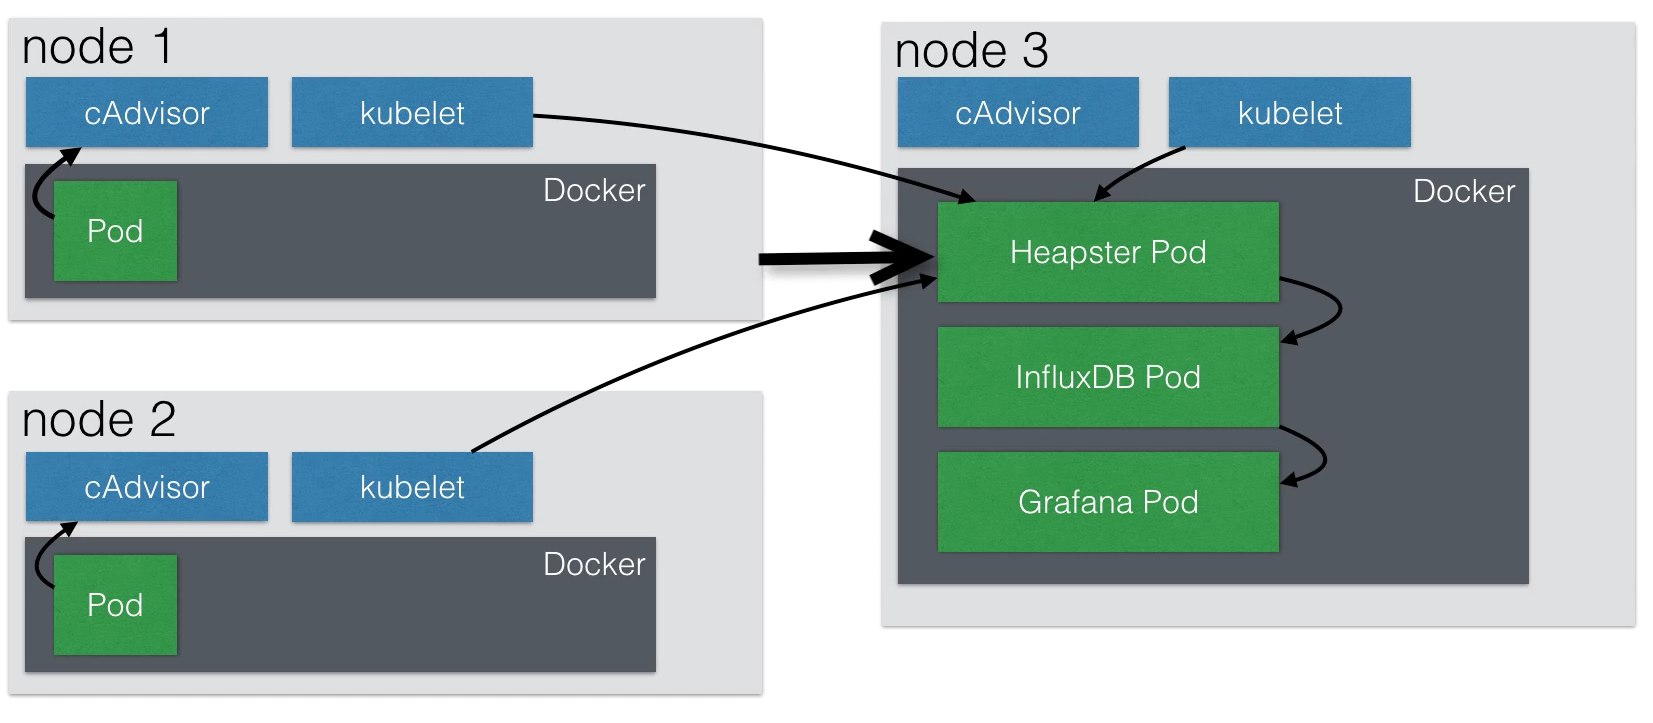 node 1
cAdvisor
kubelet
Docker
Pod
node 2
cAdvisor
kubelet
Docker
Pod
node 3
cAdvisor
kubelet
Docker
Heapster Pod
InfluxDB Pod
Grafana Pod